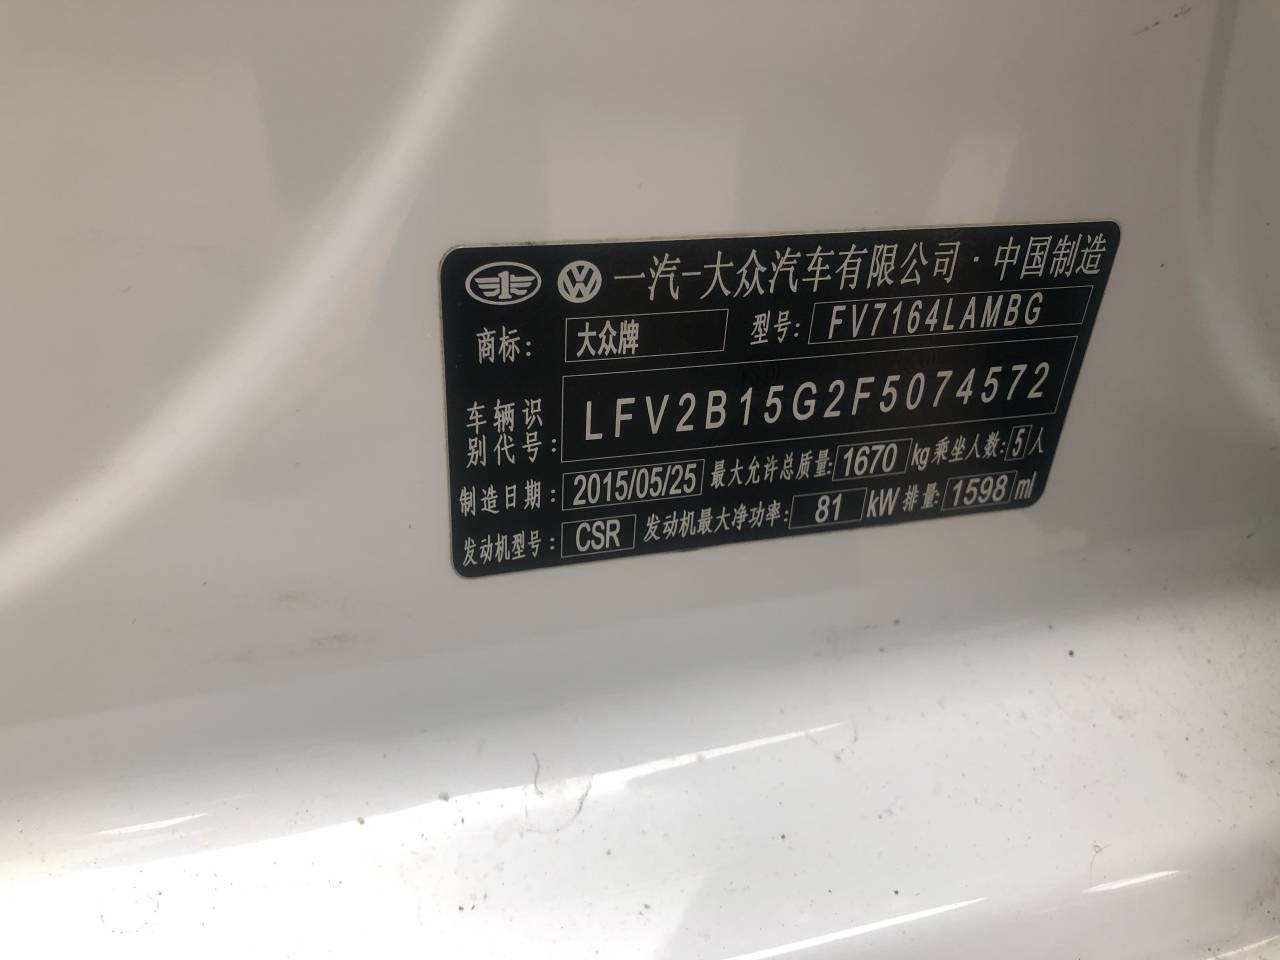 一汽-大众汽车有限公司·中国制造
商标: 大众牌 型号: FV7164LAMBG
车辆识别代号: LFV2B15G2F5074572
制造日期: 2015/05/25 最大允许总质量: 1670 kg 乘坐人数: 5 人
发动机型号: CSR 发动机最大净功率: 81 kW 排量: 1598 ml